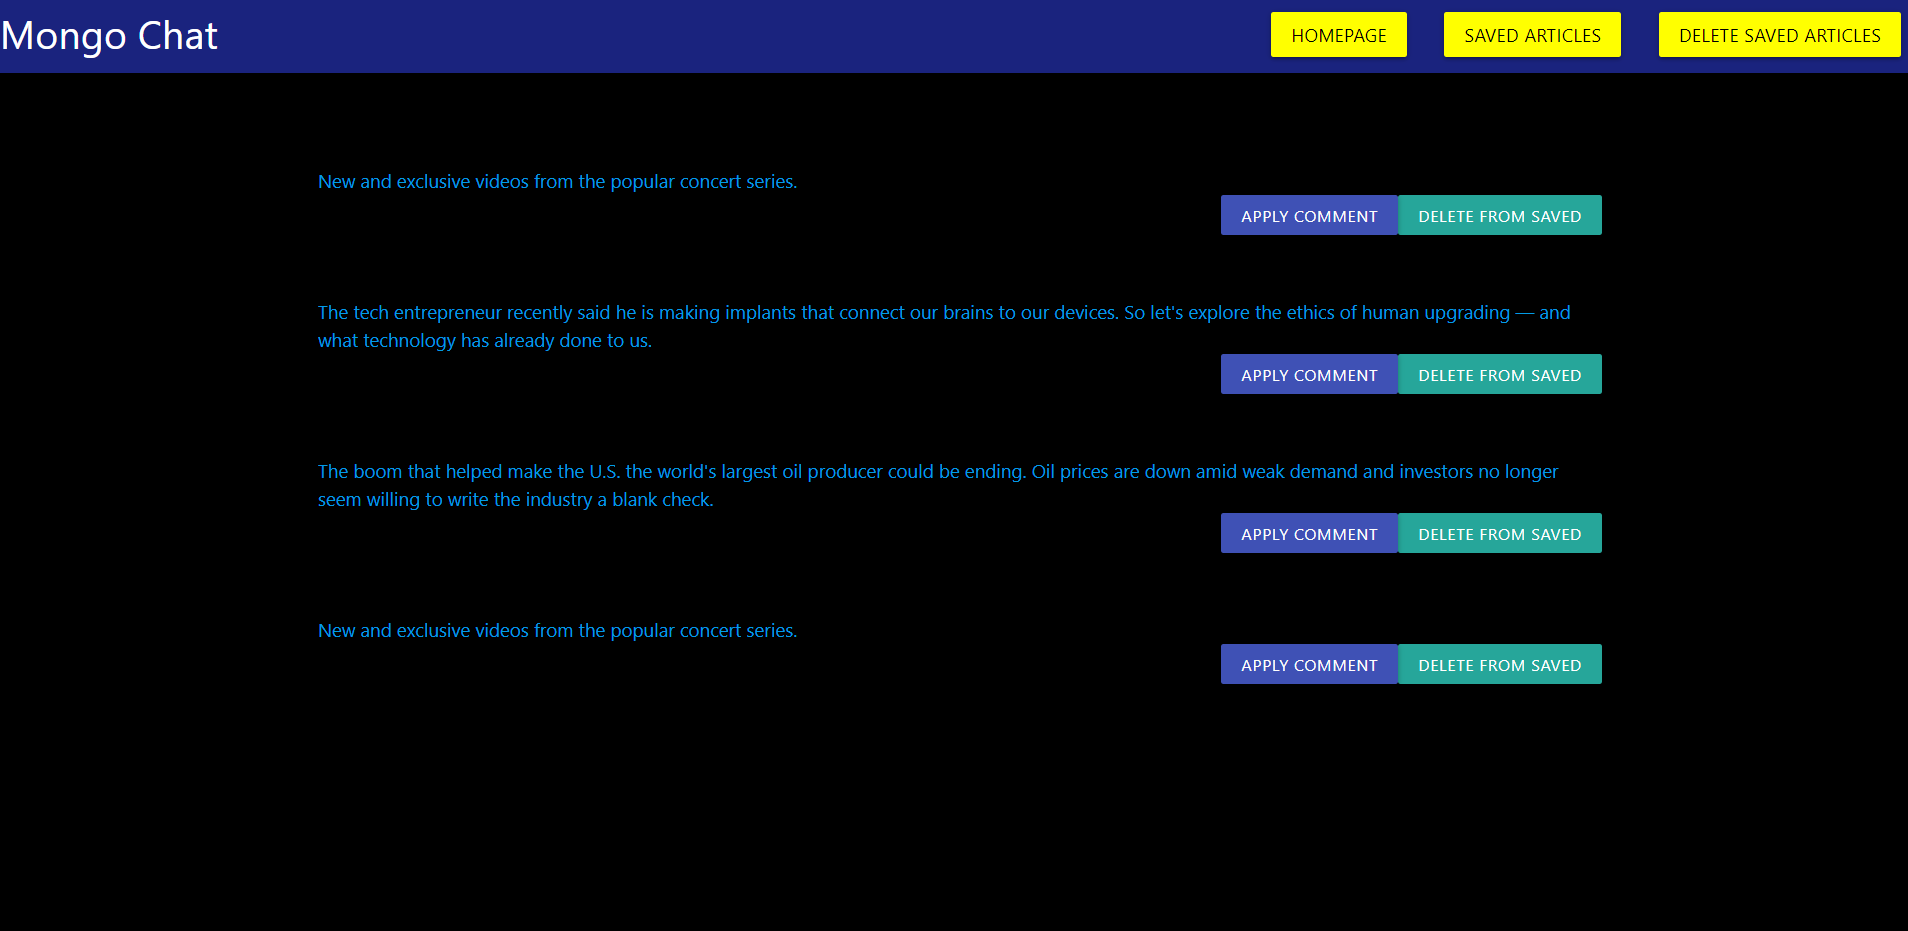 Mongo Chat
HOMEPAGE
SAVED ARTICLES
DELETE SAVED ARTICLES
New and exclusive videos from the popular concert series.
APPLY COMMENT
DELETE FROM SAVED
The tech entrepreneur recently said he is making implants that connect our brains to our devices. So let's explore the ethics of human upgrading — and
what technology has already done to us.
APPLY COMMENT
DELETE FROM SAVED
The boom that helped make the U.S. the world's largest oil producer could be ending. Oil prices are down amid weak demand and investors no longer
seem willing to write the industry a blank check.
APPLY COMMENT
DELETE FROM SAVED
New and exclusive videos from the popular concert series.
APPLY COMMENT
DELETE FROM SAVED